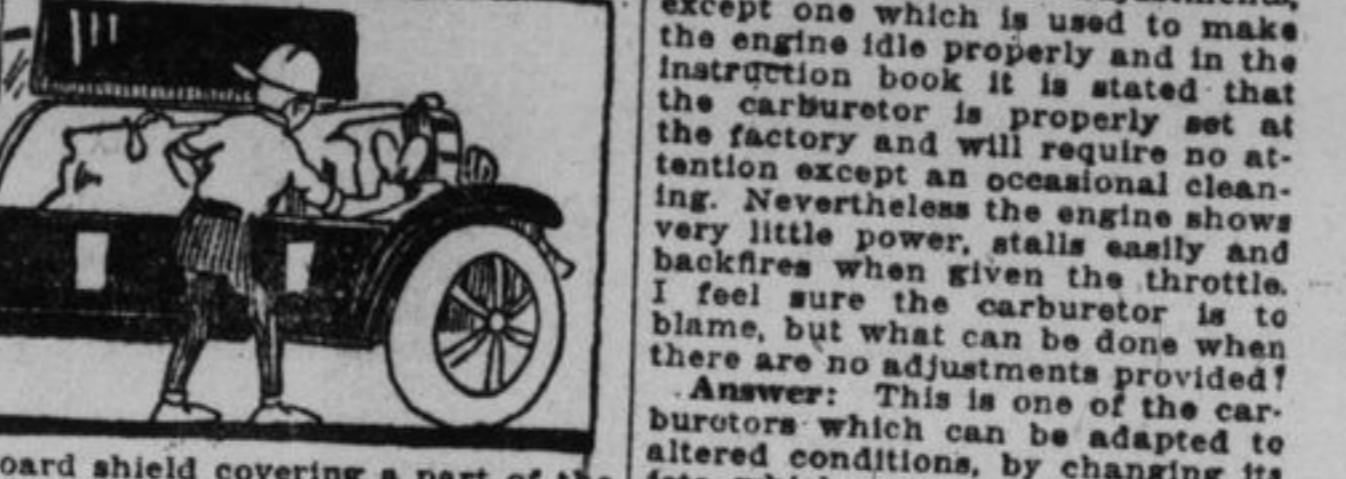 oard shield covering a part of the
except one which is used to make
the engine idle properly and in the
instruction book it is stated that
the carburetor is properly set at
the factory and will require no at-
tention except an occasional clean-
ing. Nevertheless the engine shows
very little power, stalls easily and
backfires when given the throttle.
I feel sure the carburetor is to
blame, but what can be done when
there are no adjustments provided?
Answer: This is one of the car-
buretors which can be adapted to
altered conditions, by changing its